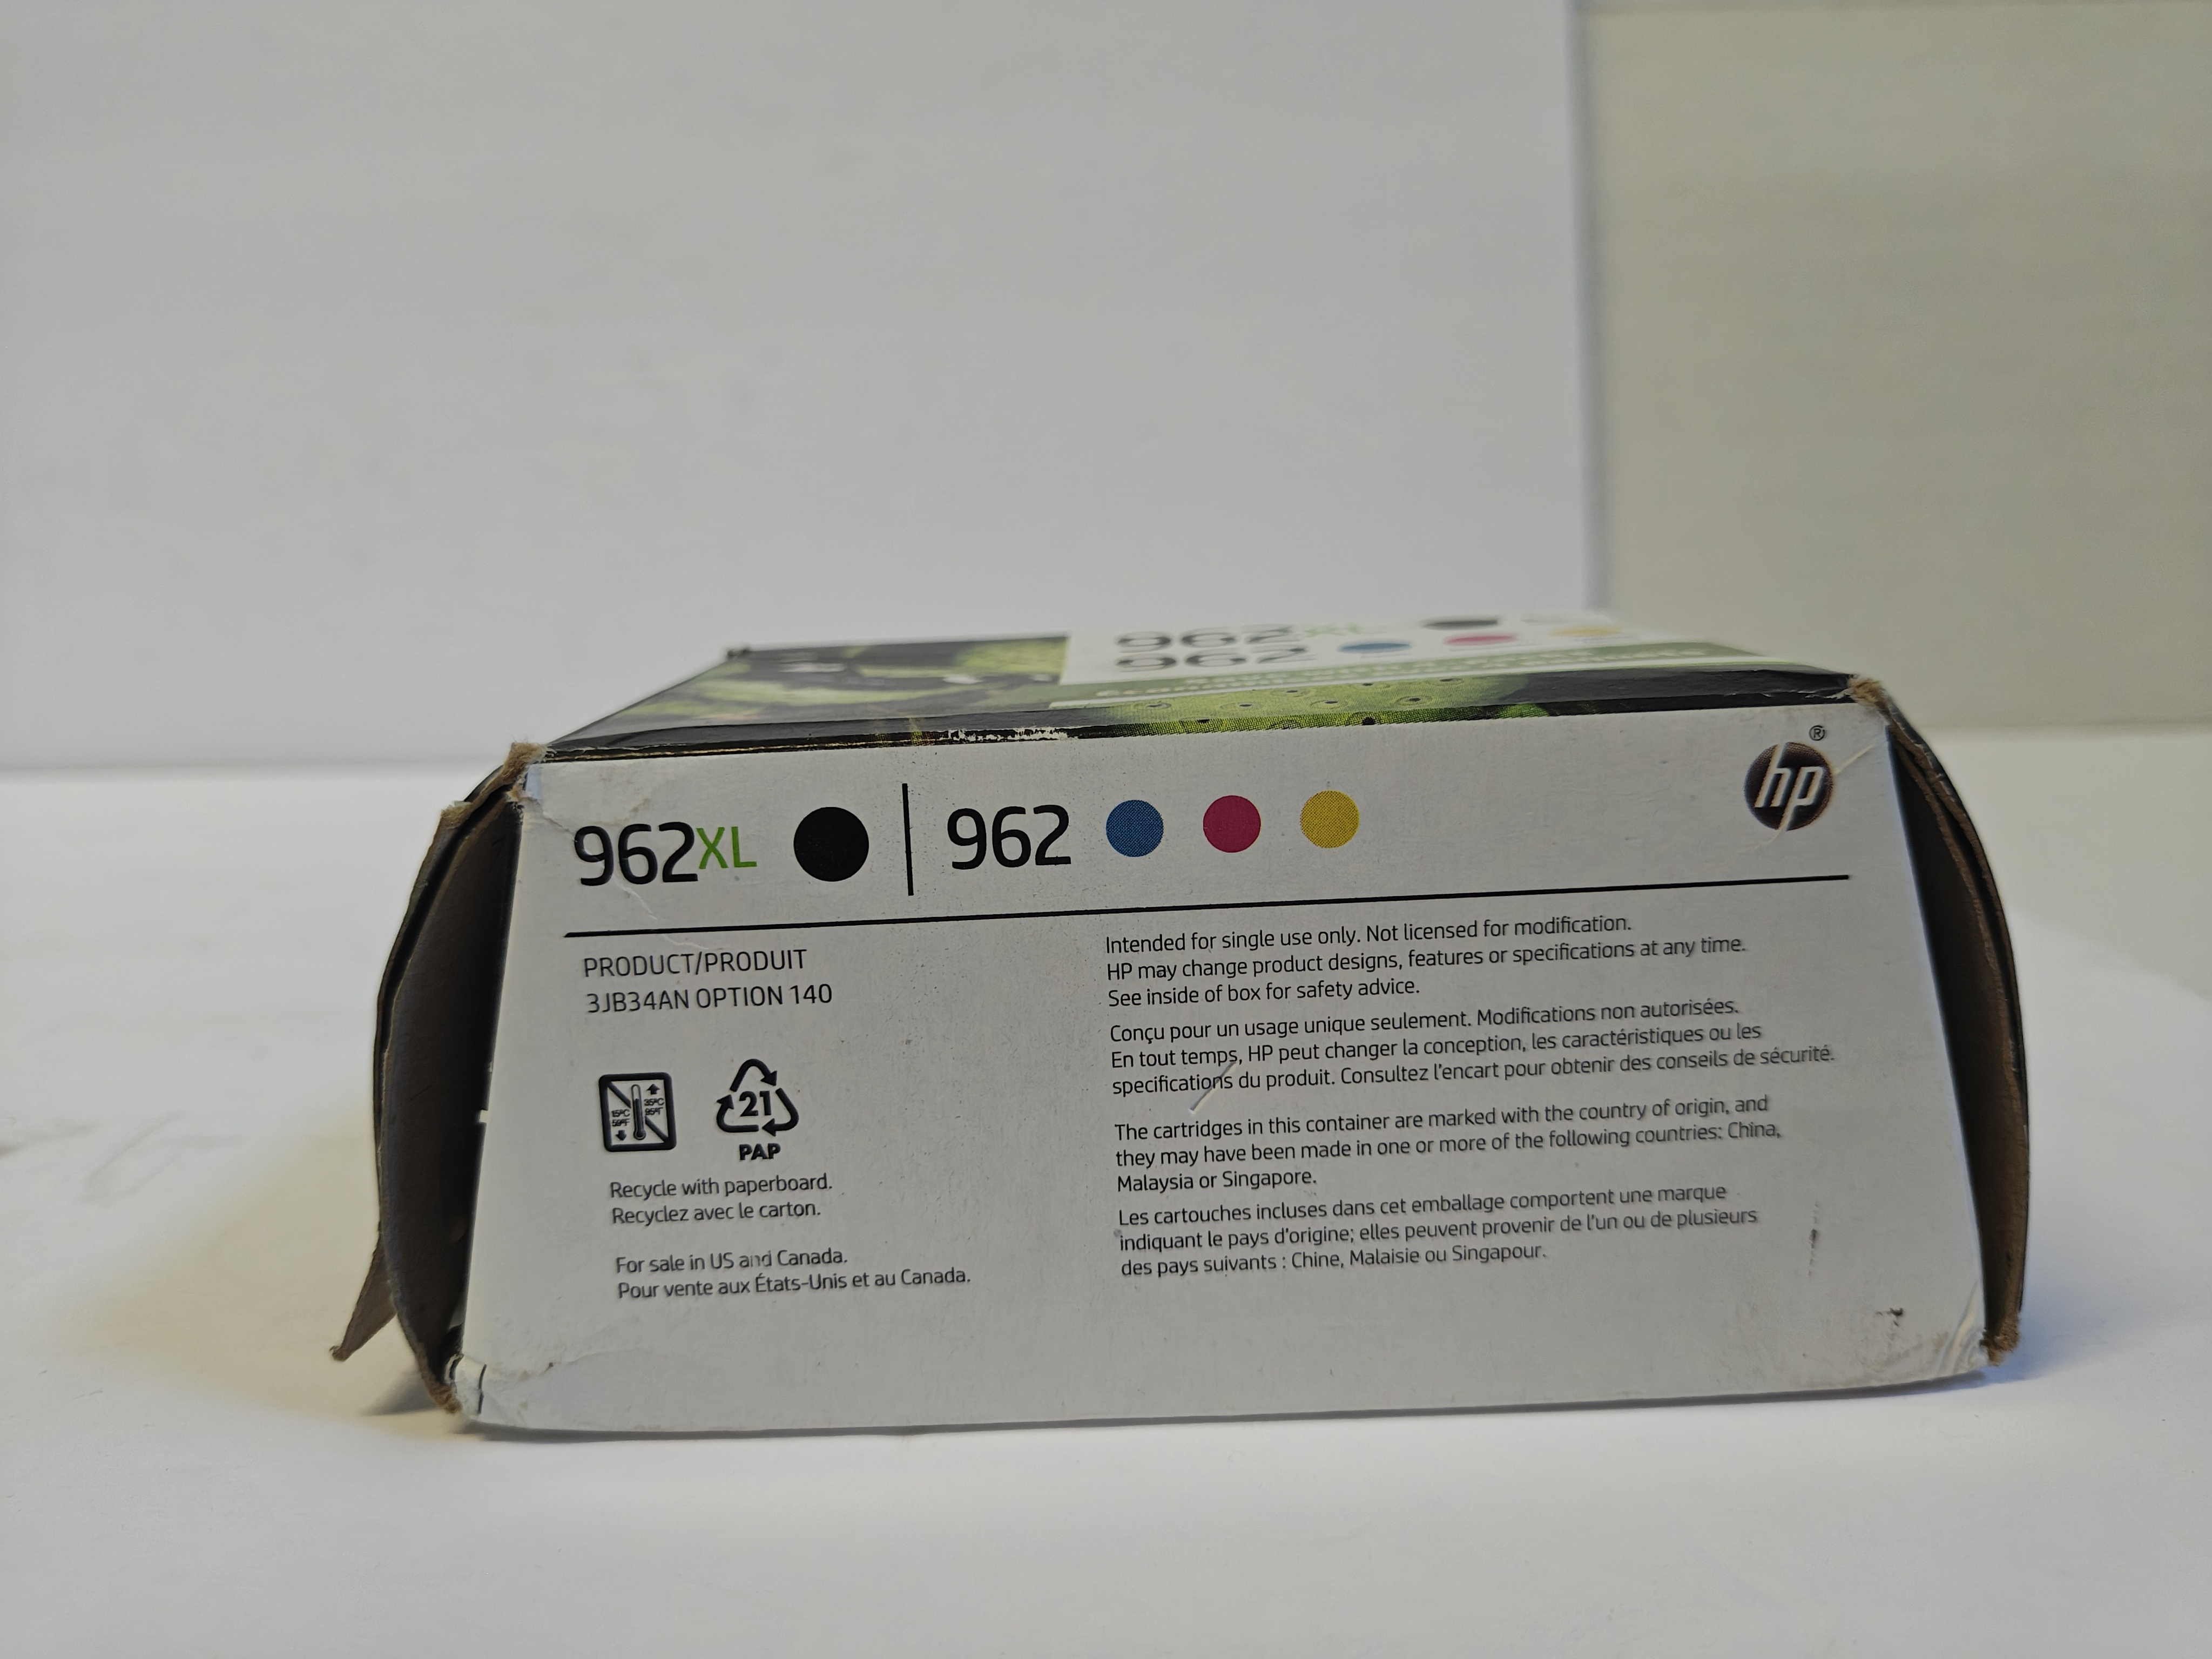 962XL
962
Économ
®
hp
962XL | 962
PRODUCT/PRODUIT
3JB34AN OPTION 140
35°C
95°F
15°C
59°F
21
PAP
Recycle with paperboard.
Recyclez avec le carton.
For sale in US and Canada.
Pour vente aux États-Unis et au Canada.
Intended for single use only. Not licensed for modification.
HP may change product designs, features or specifications at any time.
See inside of box for safety advice.
Conçu pour un usage unique seulement. Modifications non autorisées.
En tout temps, HP peut changer la conception, les caractéristiques ou les
specifications du produit. Consultez l'encart pour obtenir des conseils de sécurité.
The cartridges in this container are marked with the country of origin, and
they may have been made in one or more of the following countries: China,
Malaysia or Singapore.
Les cartouches incluses dans cet emballage comportent une marque
indiquant le pays d'origine; elles peuvent provenir de l'un ou de plusieurs
des pays suivants : Chine, Malaisie ou Singapour.